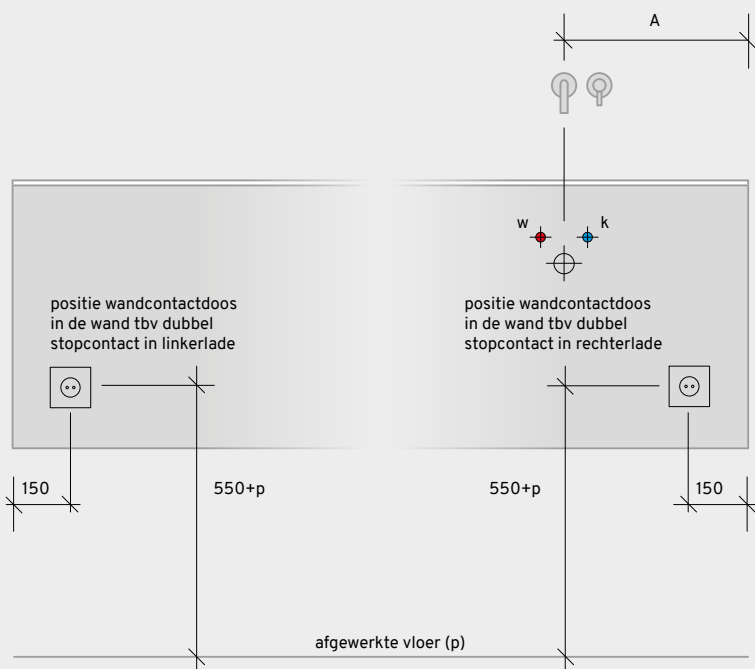 A
w
k
positie wandcontactdoos
in de wand tbv dubbel
stopcontact in linkerlade
positie wandcontactdoos
in de wand tbv dubbel
stopcontact in rechterlade
150
550+p
550+p
150
afgewerkte vloer (p)